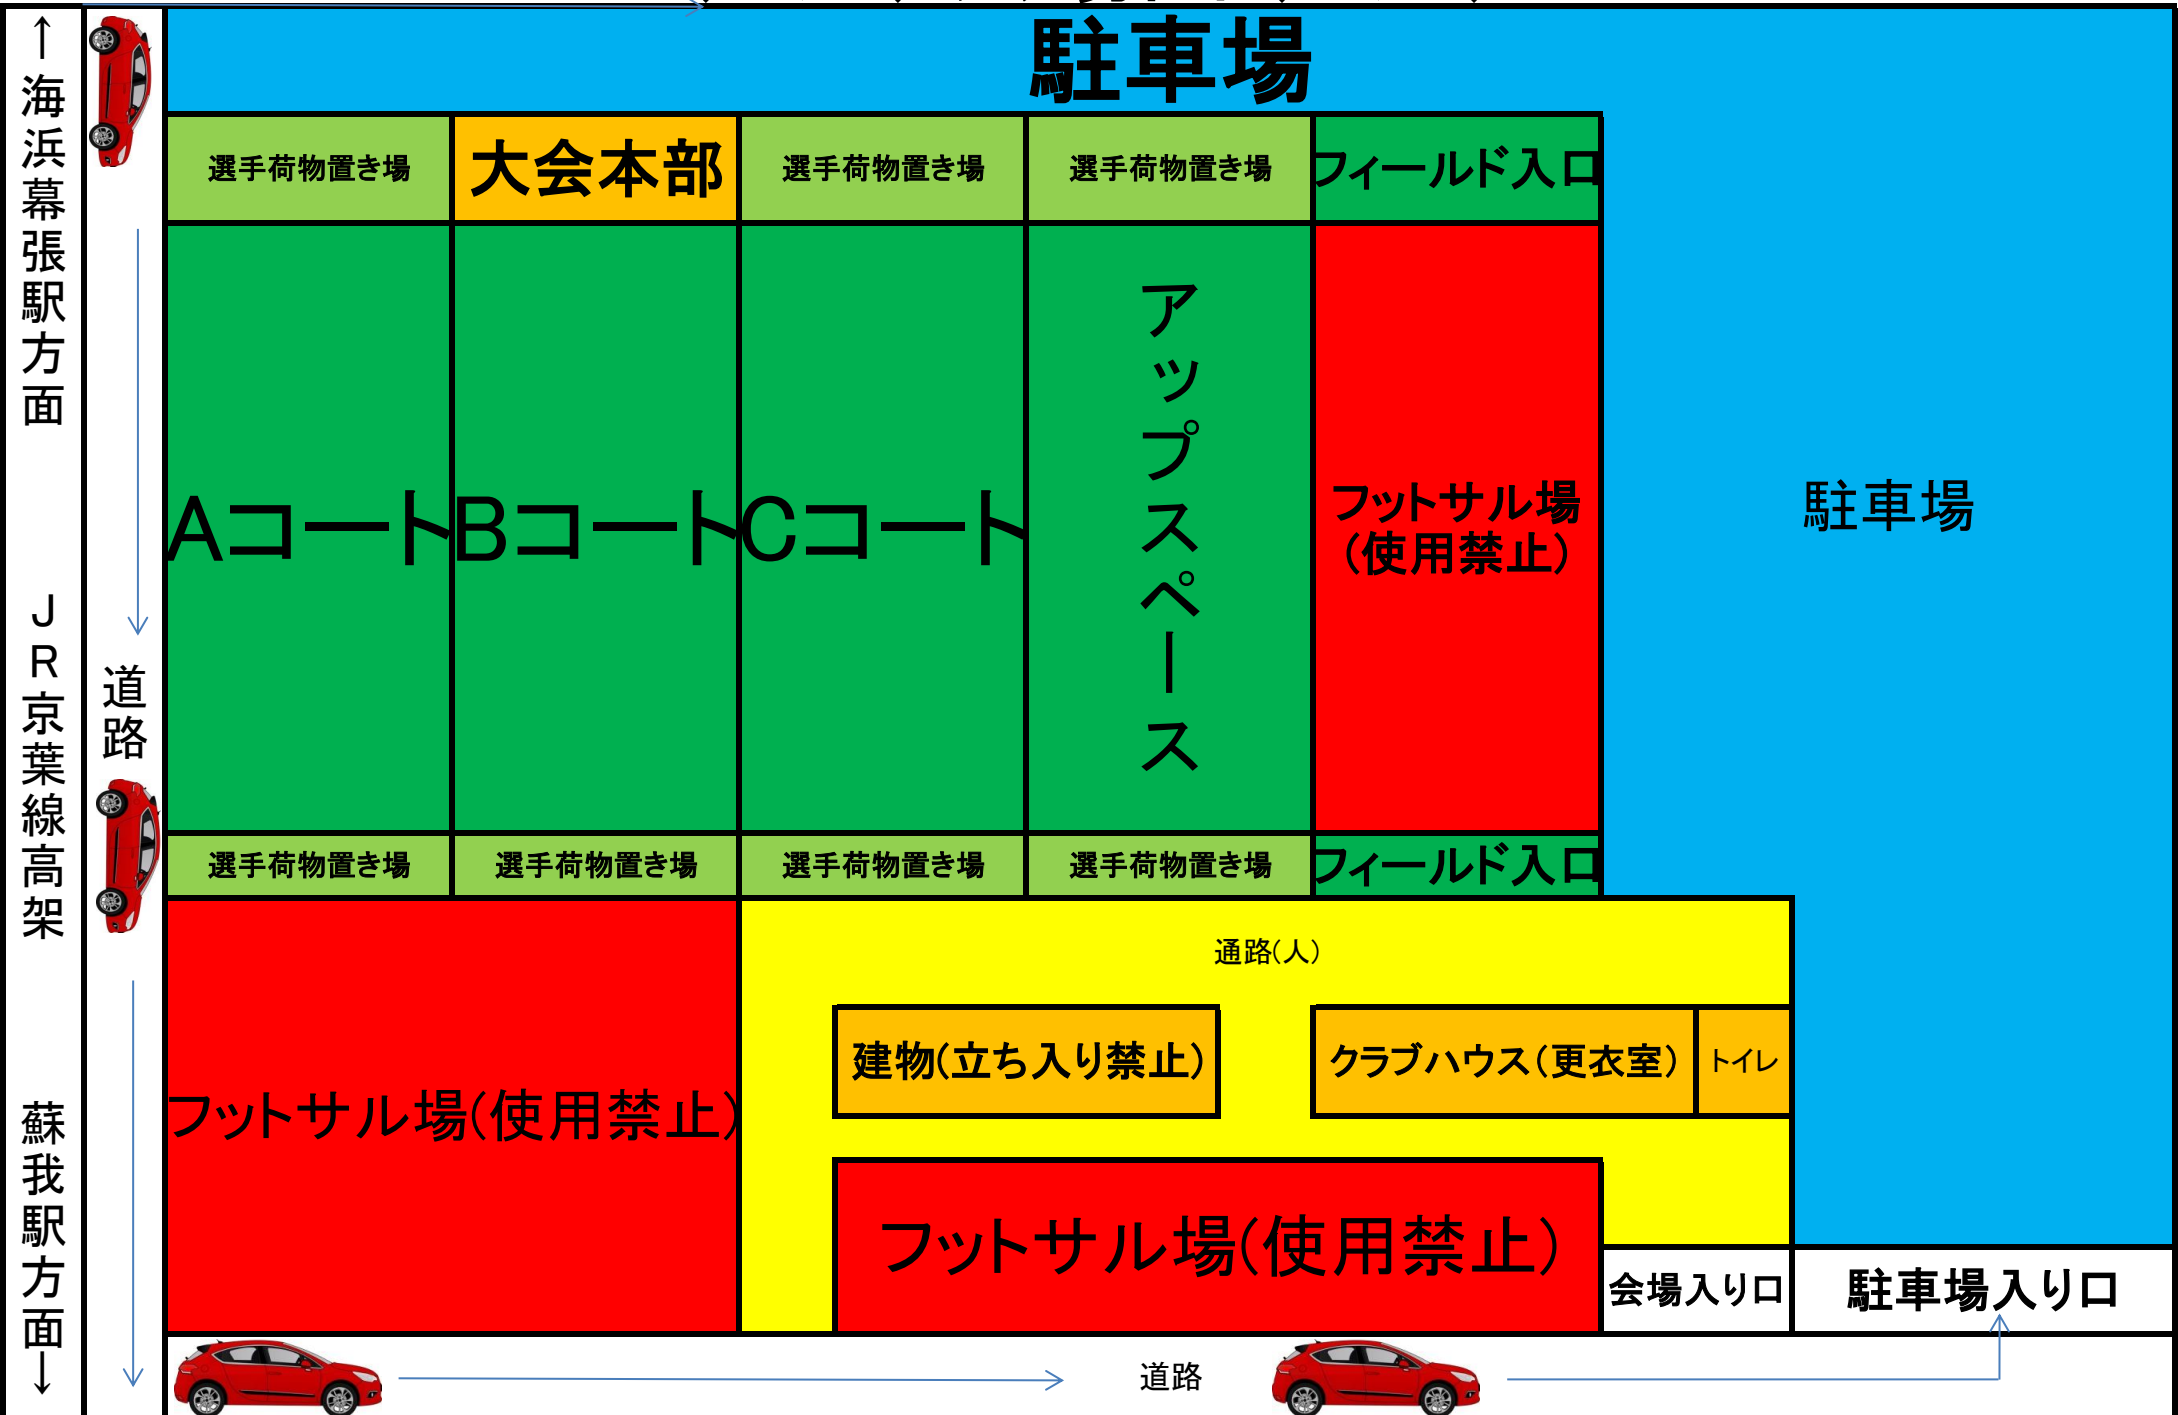 駐車場
↑海浜幕張駅方面
JR京葉線高架
蘇我駅方面↓
道路
選手荷物置き場
大会本部
選手荷物置き場
選手荷物置き場
フィールド入口
Aコート
Bコート
Cコート
アップスペース
フットサル場
(使用禁止)
駐車場
選手荷物置き場
選手荷物置き場
選手荷物置き場
選手荷物置き場
フィールド入口
通路(人)
建物(立ち入り禁止)
クラブハウス(更衣室)
トイレ
フットサル場(使用禁止)
フットサル場(使用禁止)
会場入り口
駐車場入り口
道路